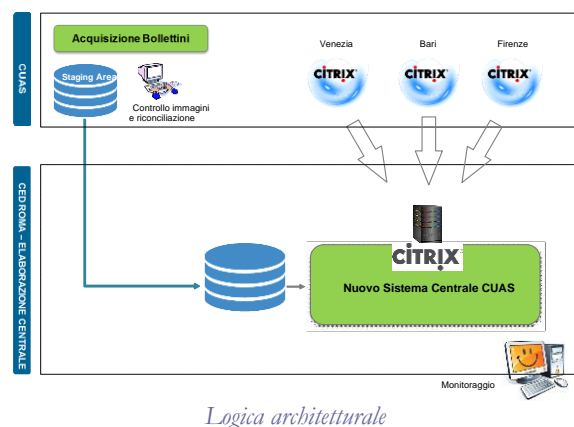 CUAS
Acquisizione Bollettini
Staging Area
Controllo immagini
e riconciliazione
Venezia
Bari
Firenze
CITRIX
CITRIX
CITRIX
CED ROMA – ELABORAZIONE CENTRALE
CITRIX
Nuovo Sistema Centrale CUAS
Monitoraggio
Logica architetturale